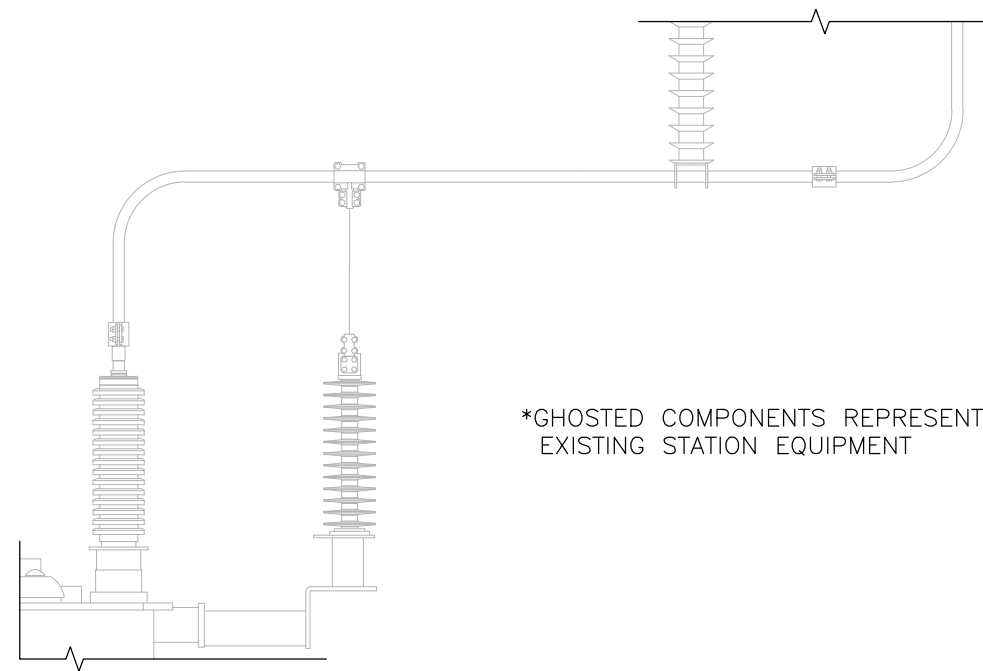 *GHOSTED COMPONENTS REPRESENT
EXISTING STATION EQUIPMENT